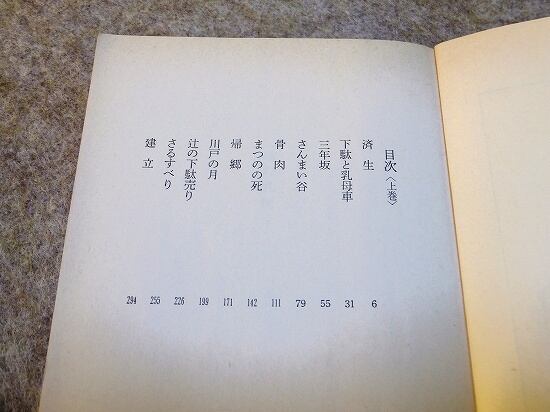 目次〈上巻〉
済生 6
下駄と乳母車 31
三年坂 55
さんまい谷 79
骨肉 111
まつのの死 142
帰郷 171
川戸の月 199
辻の下駄売り 226
さるすべり 255
建立 294